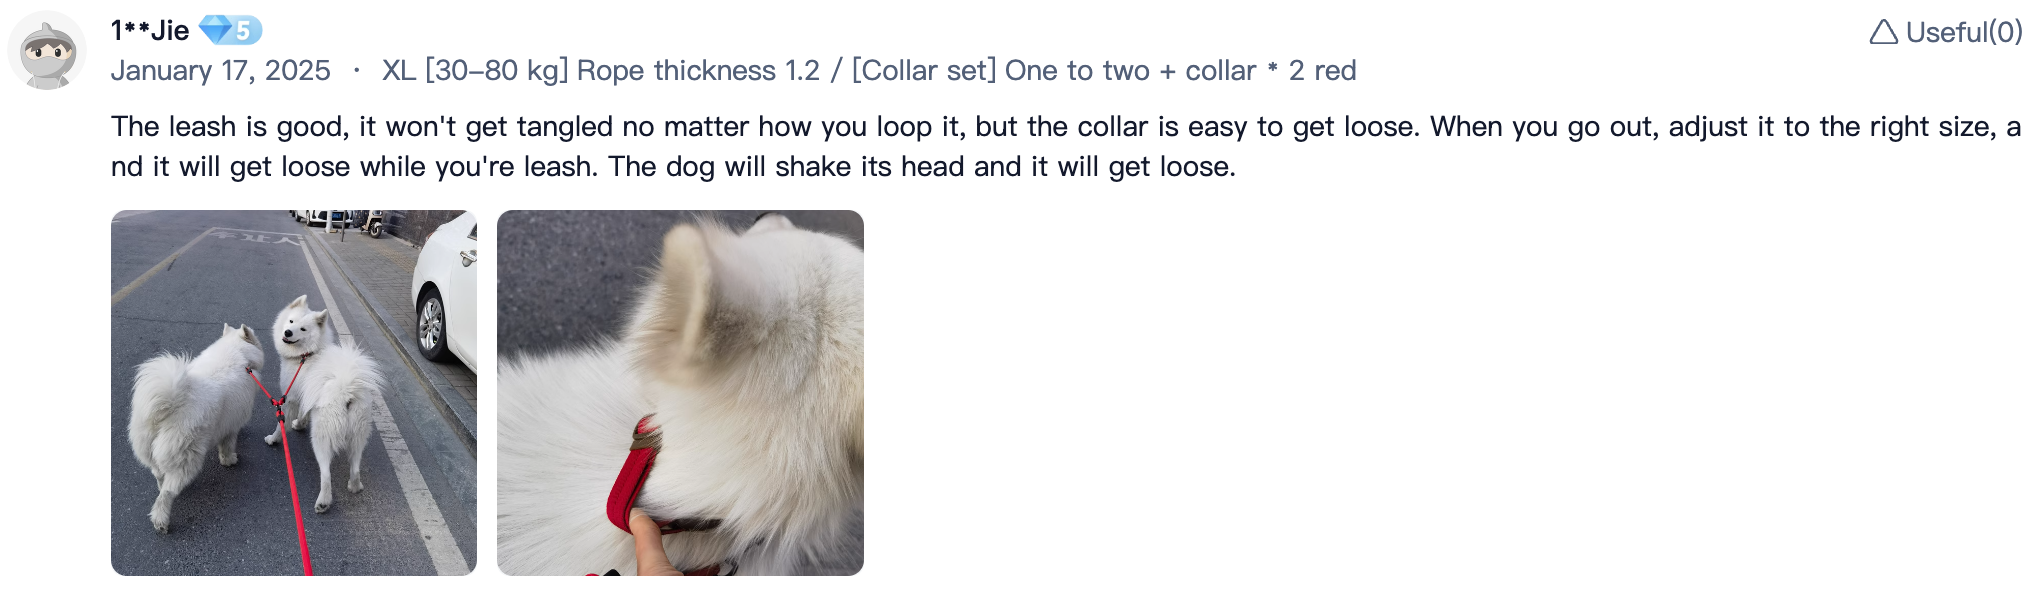 1**Jie 5
Useful(0)
January 17, 2025 · XL [30–80 kg] Rope thickness 1.2 / [Collar set] One to two + collar * 2 red
The leash is good, it won't get tangled no matter how you loop it, but the collar is easy to get loose. When you go out, adjust it to the right size, a
nd it will get loose while you're leash. The dog will shake its head and it will get loose.